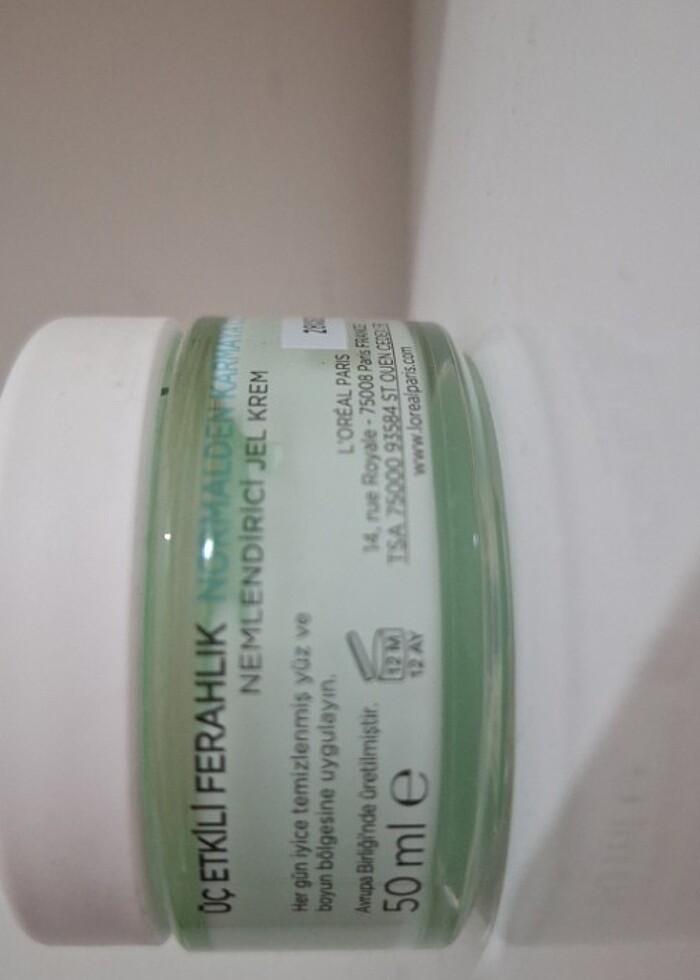 ÜÇ ETKİLİ FERAHLIK NORMALDEN
NEMLENDİRİCİ JEL KREM
Her gün iyice temizlenmiş yüz ve
boyun bölgesine uygulayın.
Avrupa Birliği'nde üretilmiştir.
50 ml e
12 M
12 AY
L'ORÉAL PARIS
14, rue Royale - 75008 Paris FRANCE
TSA 75000 93584 ST OUEN CEDEX
www.lorealparis.com